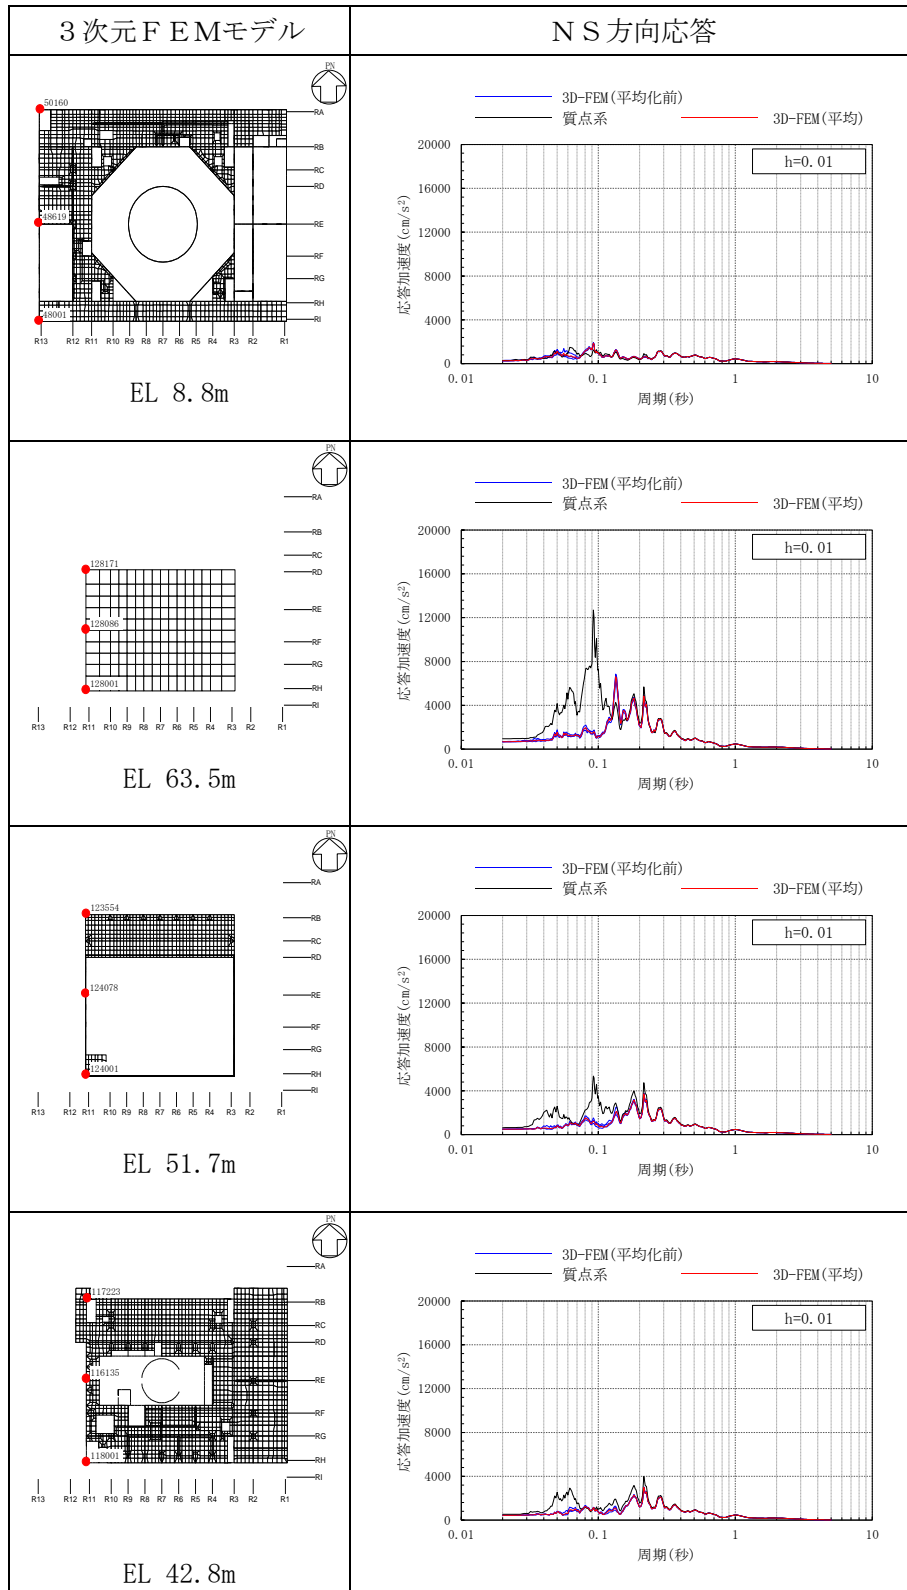 3次元FEMモデル
NS方向応答
PN
50160
48619
48001
RA
RB
RC
RD
RE
RF
RG
RH
RI
R13 R12 R11 R10 R9 R8 R7 R6 R5 R4 R3 R2 R1
EL 8.8m
3D-FEM(平均化前)
質点系 3D-FEM(平均)
h=0.01
応答加速度(cm/s²)
20000
16000
12000
8000
4000
0
0.01 0.1 1 10
周期(秒)
PN
128171
128086
128001
RA
RB
RC
RD
RE
RF
RG
RH
RI
R13 R12 R11 R10 R9 R8 R7 R6 R5 R4 R3 R2 R1
EL 63.5m
3D-FEM(平均化前)
質点系 3D-FEM(平均)
h=0.01
応答加速度(cm/s²)
20000
16000
12000
8000
4000
0
0.01 0.1 1 10
周期(秒)
PN
123554
124078
124001
RA
RB
RC
RD
RE
RF
RG
RH
RI
R13 R12 R11 R10 R9 R8 R7 R6 R5 R4 R3 R2 R1
EL 51.7m
3D-FEM(平均化前)
質点系 3D-FEM(平均)
h=0.01
応答加速度(cm/s²)
20000
16000
12000
8000
4000
0
0.01 0.1 1 10
周期(秒)
PN
117223
116135
118001
RA
RB
RC
RD
RE
RF
RG
RH
RI
R13 R12 R11 R10 R9 R8 R7 R6 R5 R4 R3 R2 R1
EL 42.8m
3D-FEM(平均化前)
質点系 3D-FEM(平均)
h=0.01
応答加速度(cm/s²)
20000
16000
12000
8000
4000
0
0.01 0.1 1 10
周期(秒)